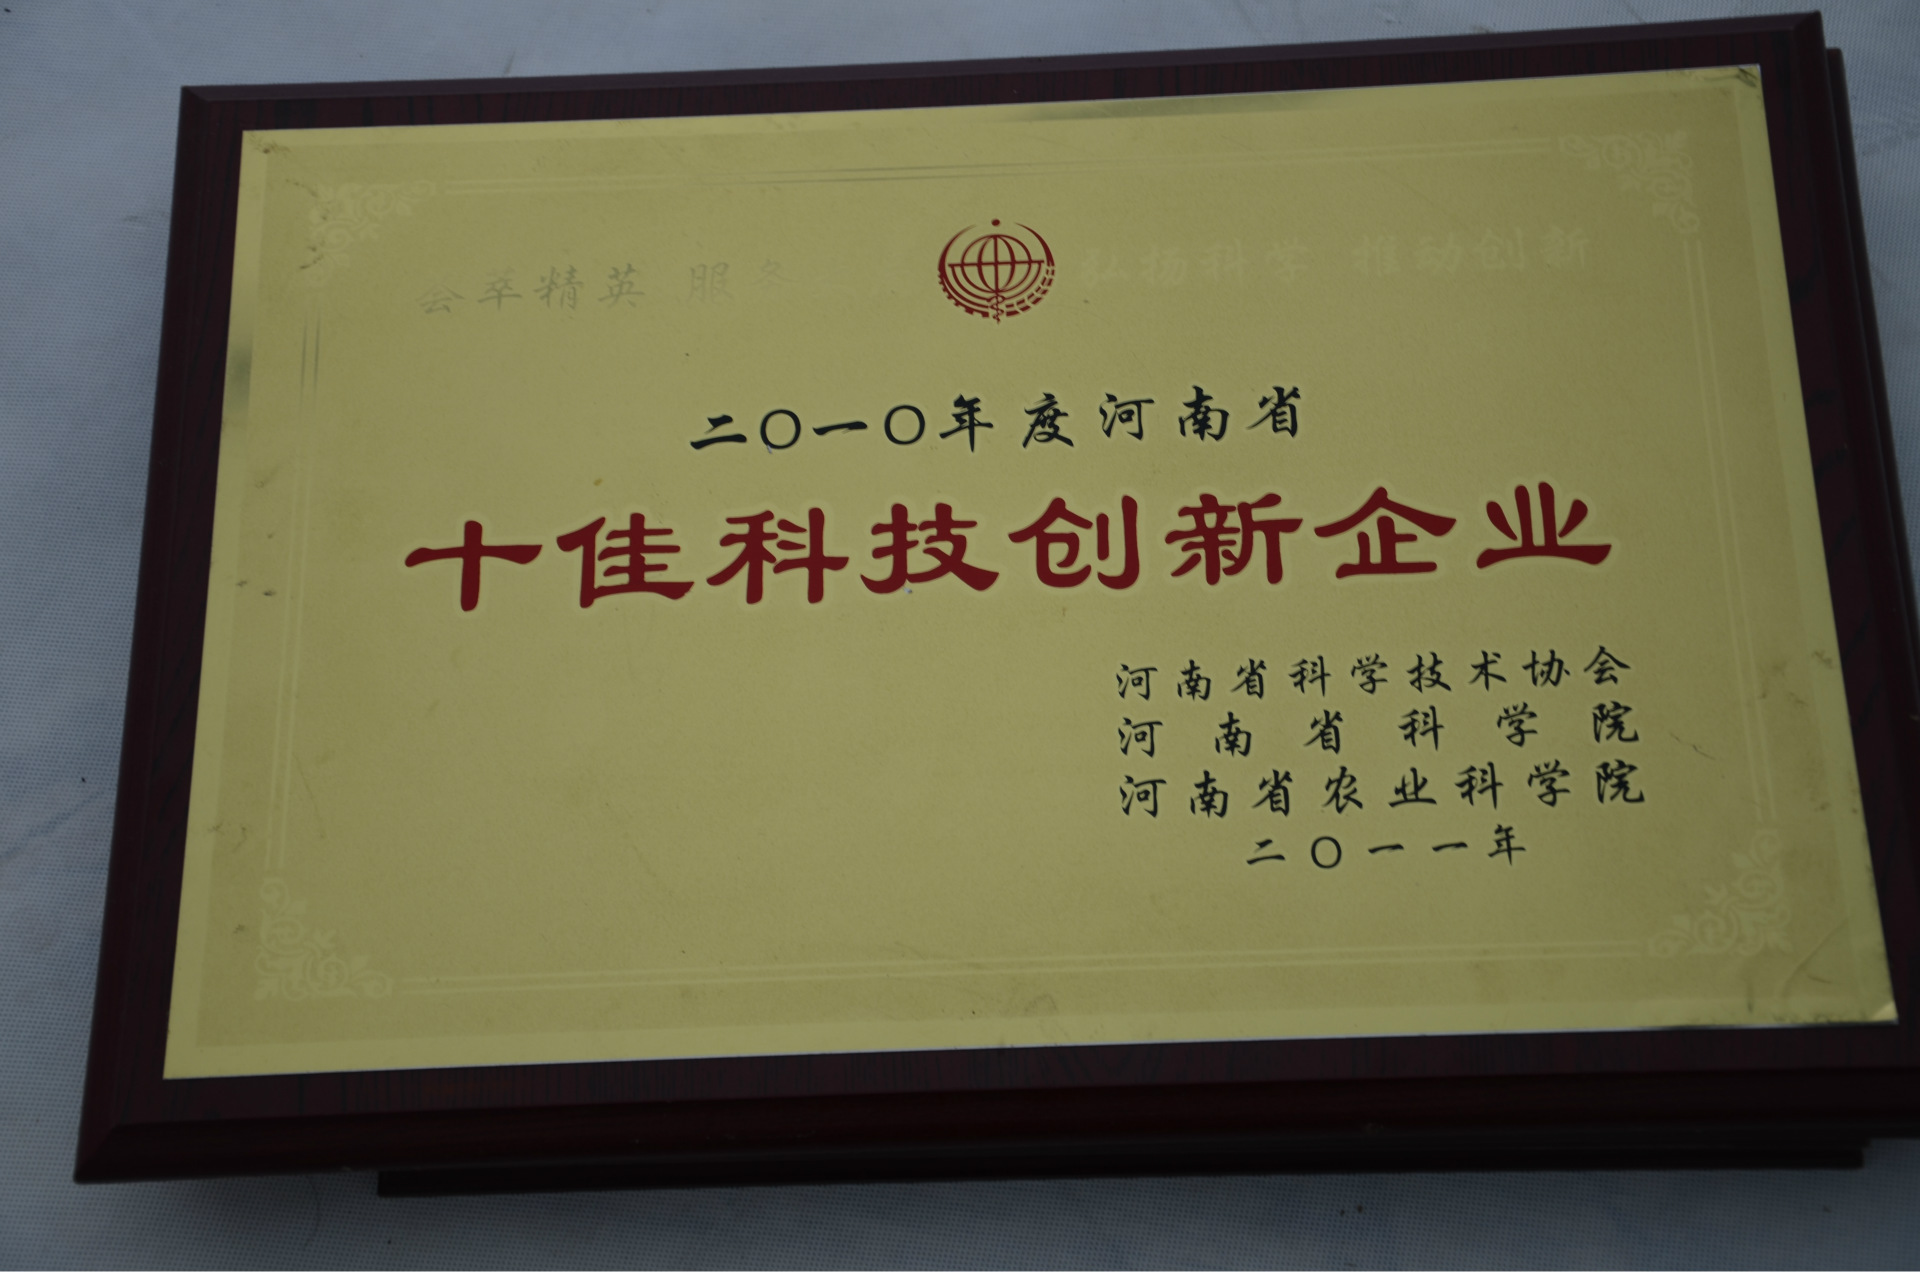 会萃精英 服务 弘扬科学 推动创新
二〇一〇年度河南省
十佳科技创新企业
河南省科学技术协会
河南省科学院
河南省农业科学院
二〇一一年